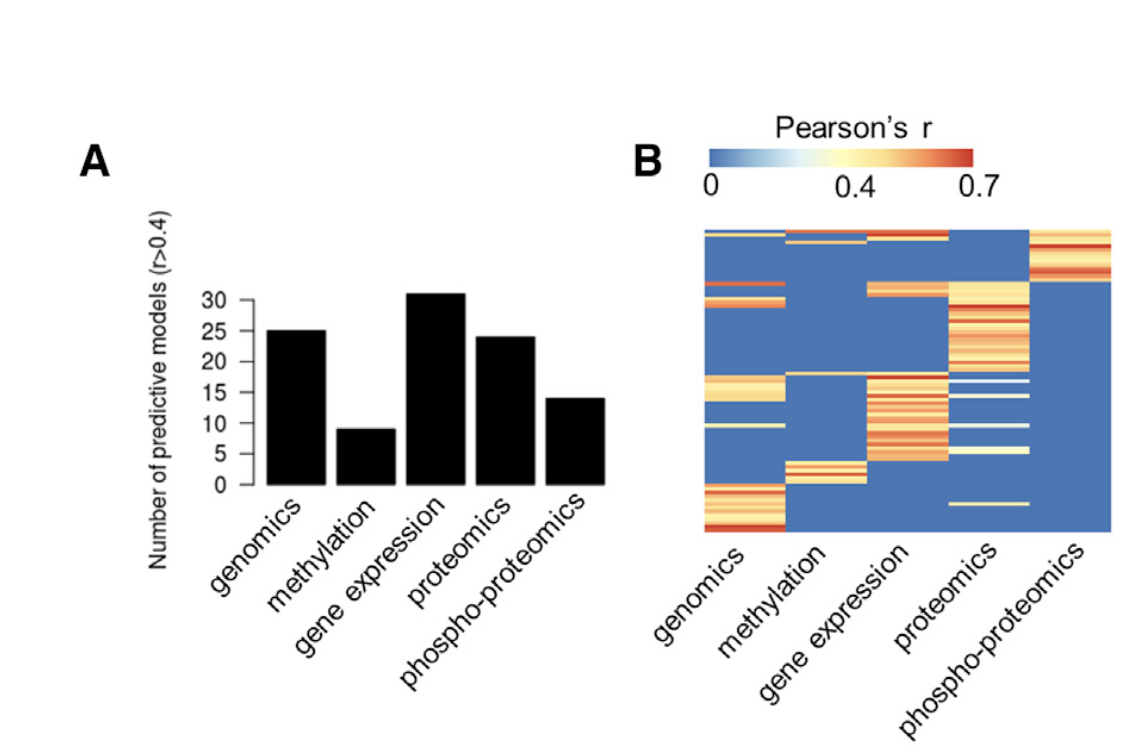 A
Number of predictive models (r>0.4)
30
25
20
15
10
5
0
genomics
methylation
gene expression
proteomics
phospho-proteomics
B
Pearson’s r
0 0.4 0.7
genomics
methylation
gene expression
proteomics
phospho-proteomics